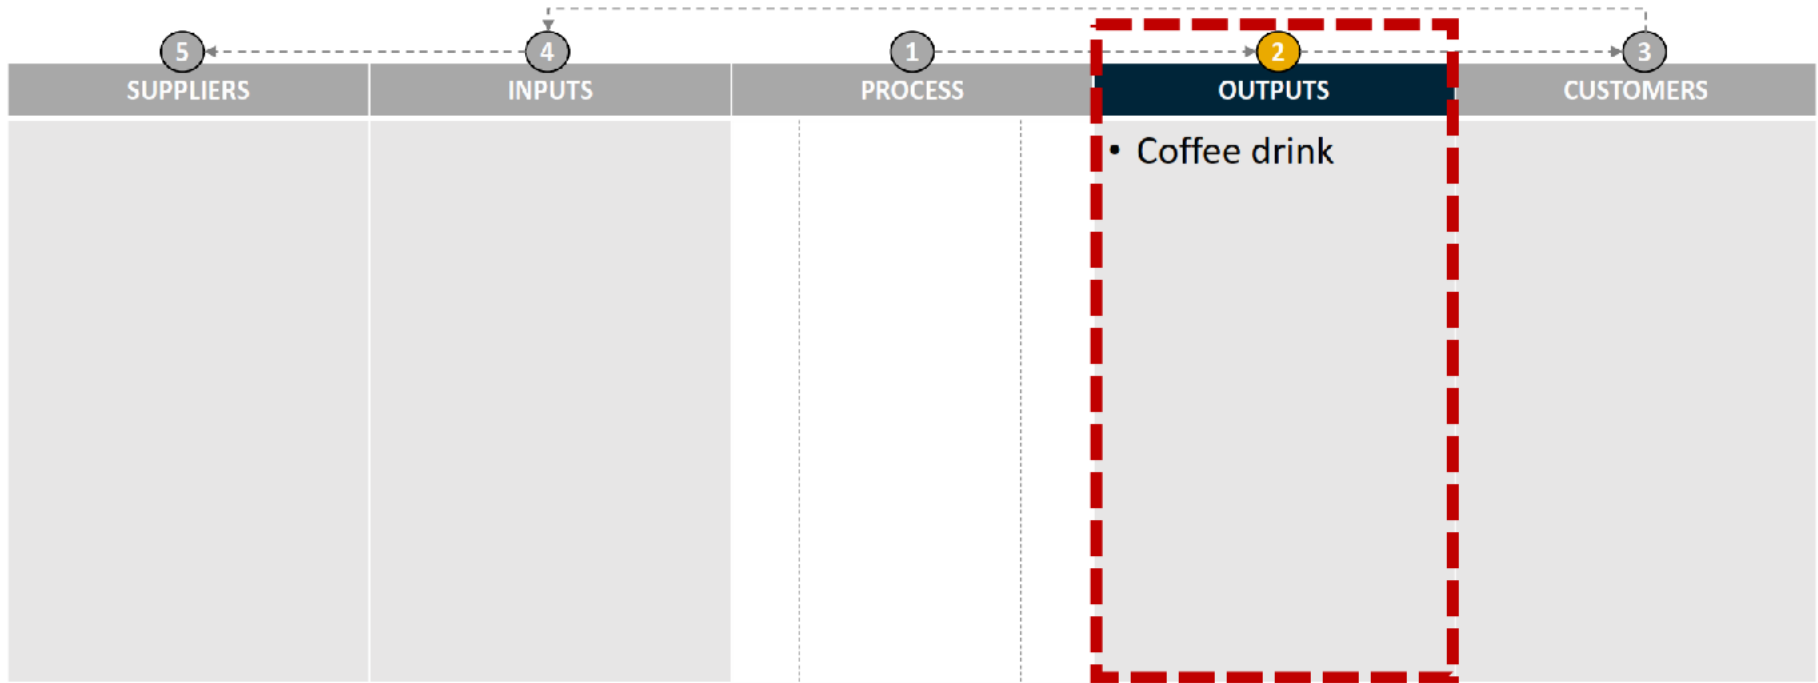 5
4
1
2
3
SUPPLIERS
INPUTS
PROCESS
OUTPUTS
CUSTOMERS
• Coffee drink